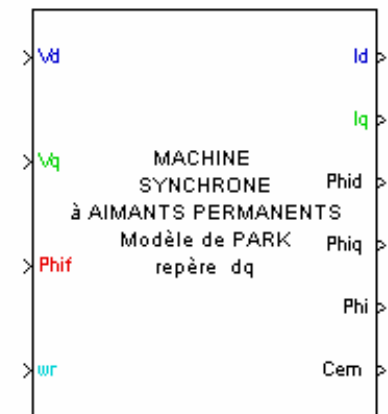 Vd
Id
Iq
Vq
MACHINE
SYNCHRONE
à AIMANTS PERMANENTS
Modèle de PARK
repère dq
Phid
Phiq
Phif
Phi
wr
Cem